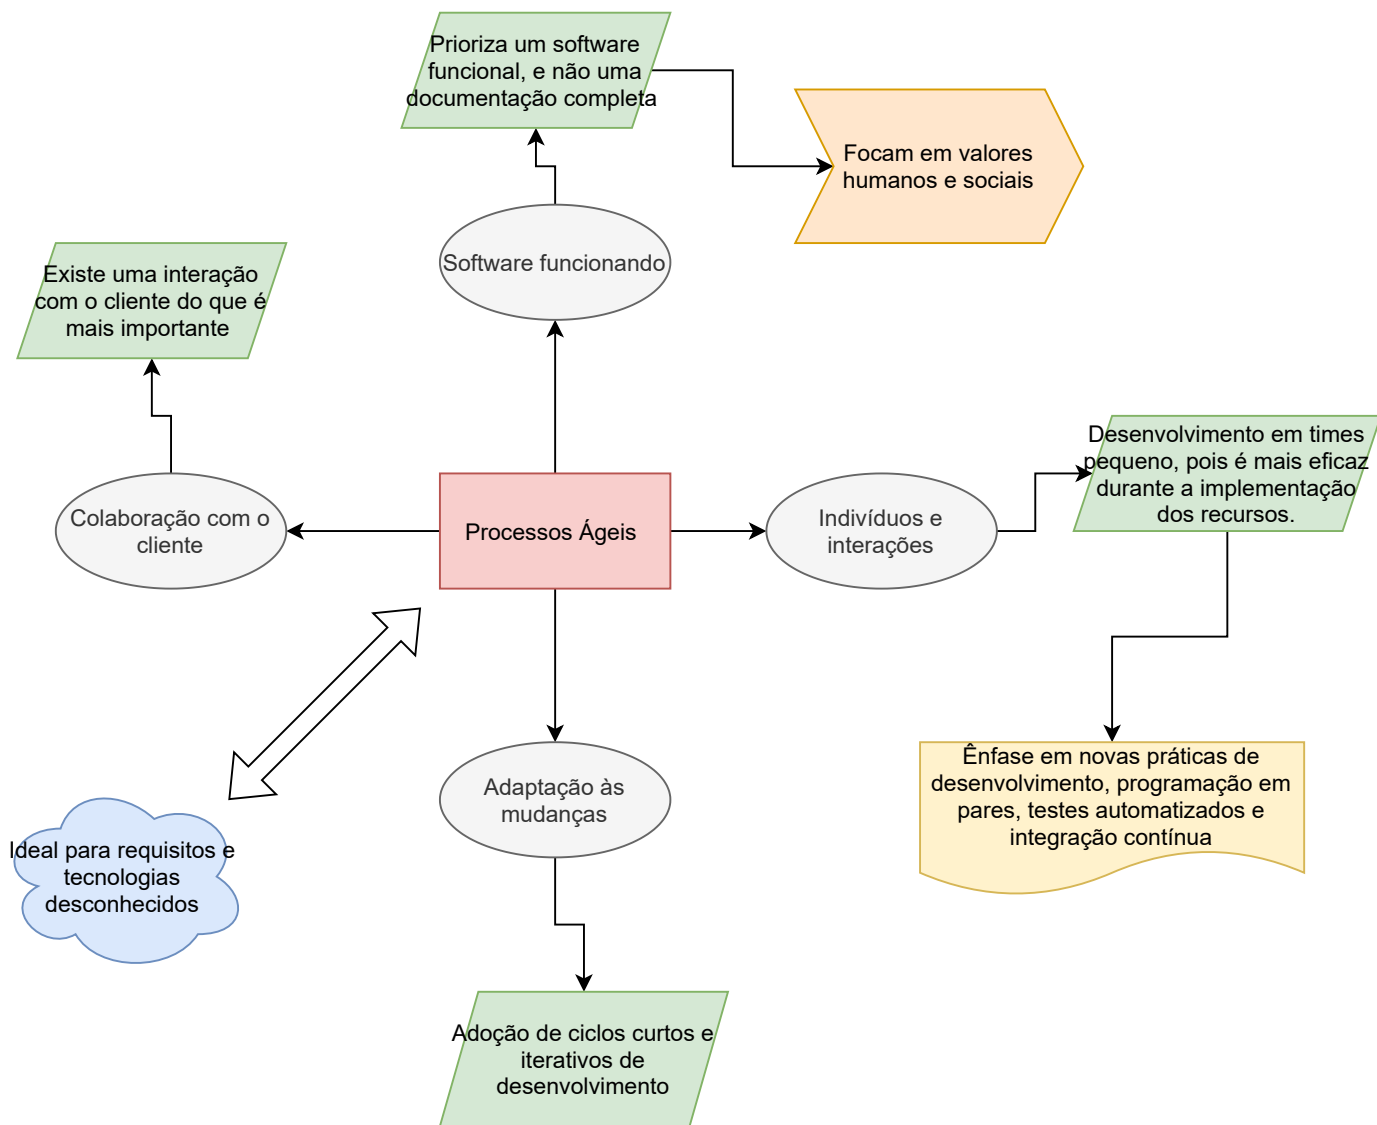 Prioriza um software
funcional, e não uma
documentação completa
Focam em valores
humanos e sociais
Software funcionando
Existe uma interação
com o cliente do que é
mais importante
Desenvolvimento em times
pequeno, pois é mais eficaz
durante a implementação
dos recursos.
Colaboração com o
cliente
Processos Ágeis
Indivíduos e
interações
Adaptação às
mudanças
Ênfase em novas práticas de
desenvolvimento, programação em
pares, testes automatizados e
integração contínua
Ideal para requisitos e
tecnologias
desconhecidos
Adoção de ciclos curtos e
iterativos de
desenvolvimento